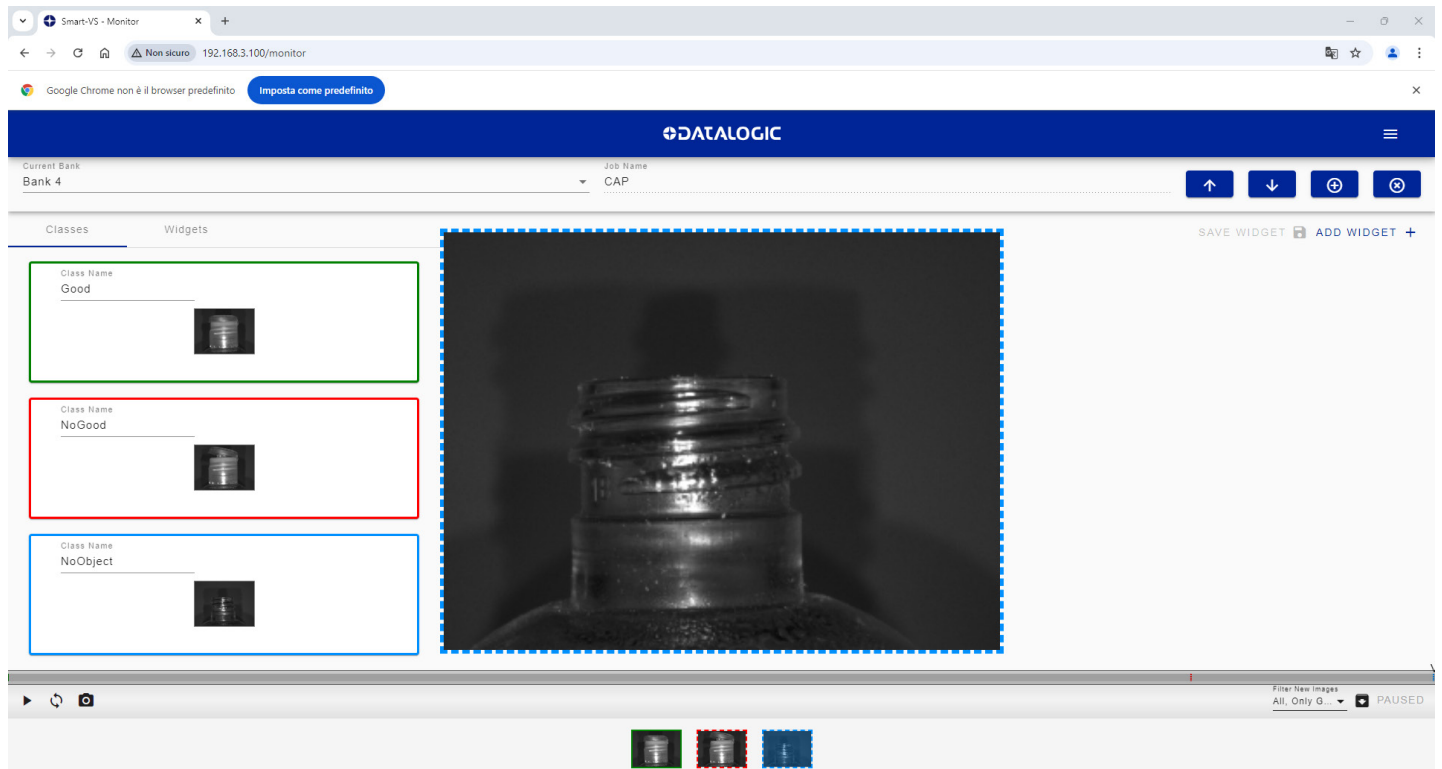 Smart-VS - Monitor
Non sicuro 192.168.3.100/monitor
Google Chrome non é il browser predefinito Imposta come predefinito
DATALOGIC
Current Bank
Bank 4
Job Name
CAP
Classes Widgets
SAVE WIDGET ADD WIDGET +
Class Name
Good
Class Name
NoGood
Class Name
NoObject
Filter New Images
All, Only G...
PAUSED